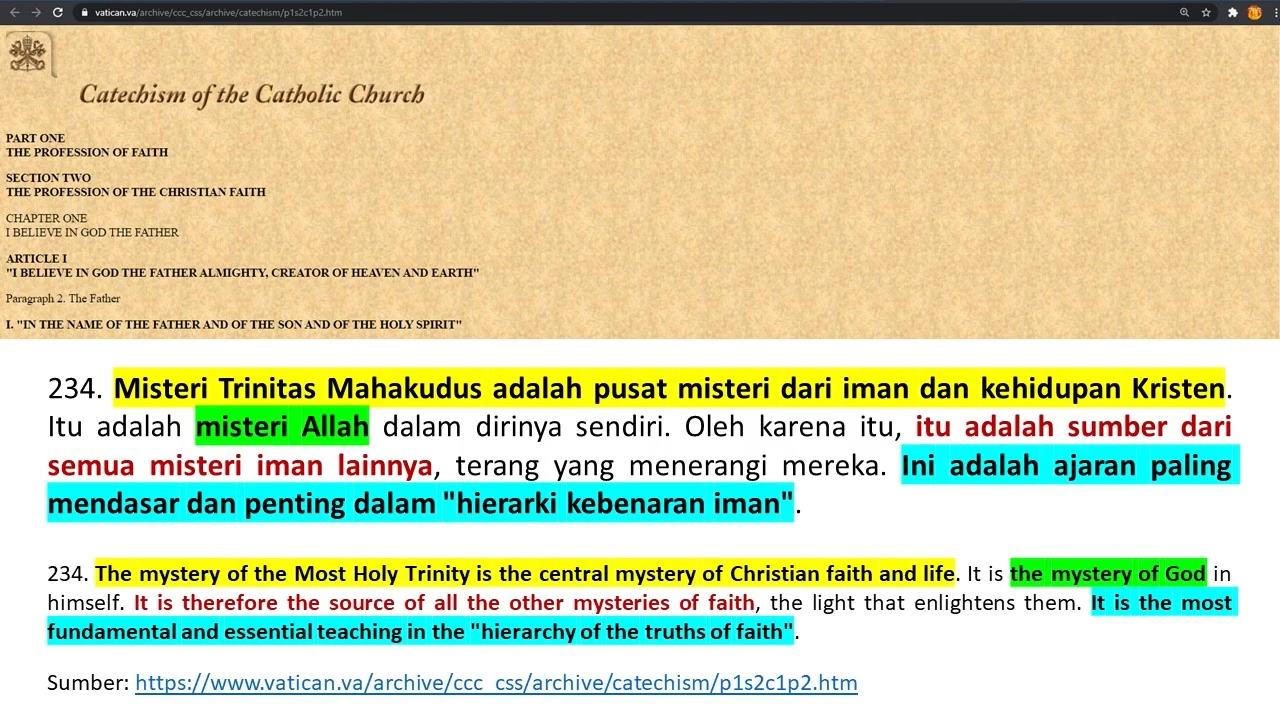 vatican.va/archive/ccc_css/archive/catechism/p1s2c1p2.htm
Catechism of the Catholic Church
PART ONE
THE PROFESSION OF FAITH
SECTION TWO
THE PROFESSION OF THE CHRISTIAN FAITH
CHAPTER ONE
I BELIEVE IN GOD THE FATHER
ARTICLE I
"I BELIEVE IN GOD THE FATHER ALMIGHTY, CREATOR OF HEAVEN AND EARTH"
Paragraph 2. The Father
I. "IN THE NAME OF THE FATHER AND OF THE SON AND OF THE HOLY SPIRIT"
234. Misteri Trinitas Mahakudus adalah pusat misteri dari iman dan kehidupan Kristen.
Itu adalah misteri Allah dalam dirinya sendiri. Oleh karena itu, itu adalah sumber dari
semua misteri iman lainnya, terang yang menerangi mereka. Ini adalah ajaran paling
mendasar dan penting dalam "hierarki kebenaran iman".
234. The mystery of the Most Holy Trinity is the central mystery of Christian faith and life. It is the mystery of God in
himself. It is therefore the source of all the other mysteries of faith, the light that enlightens them. It is the most
fundamental and essential teaching in the "hierarchy of the truths of faith".
Sumber: https://www.vatican.va/archive/ccc_css/archive/catechism/p1s2c1p2.htm